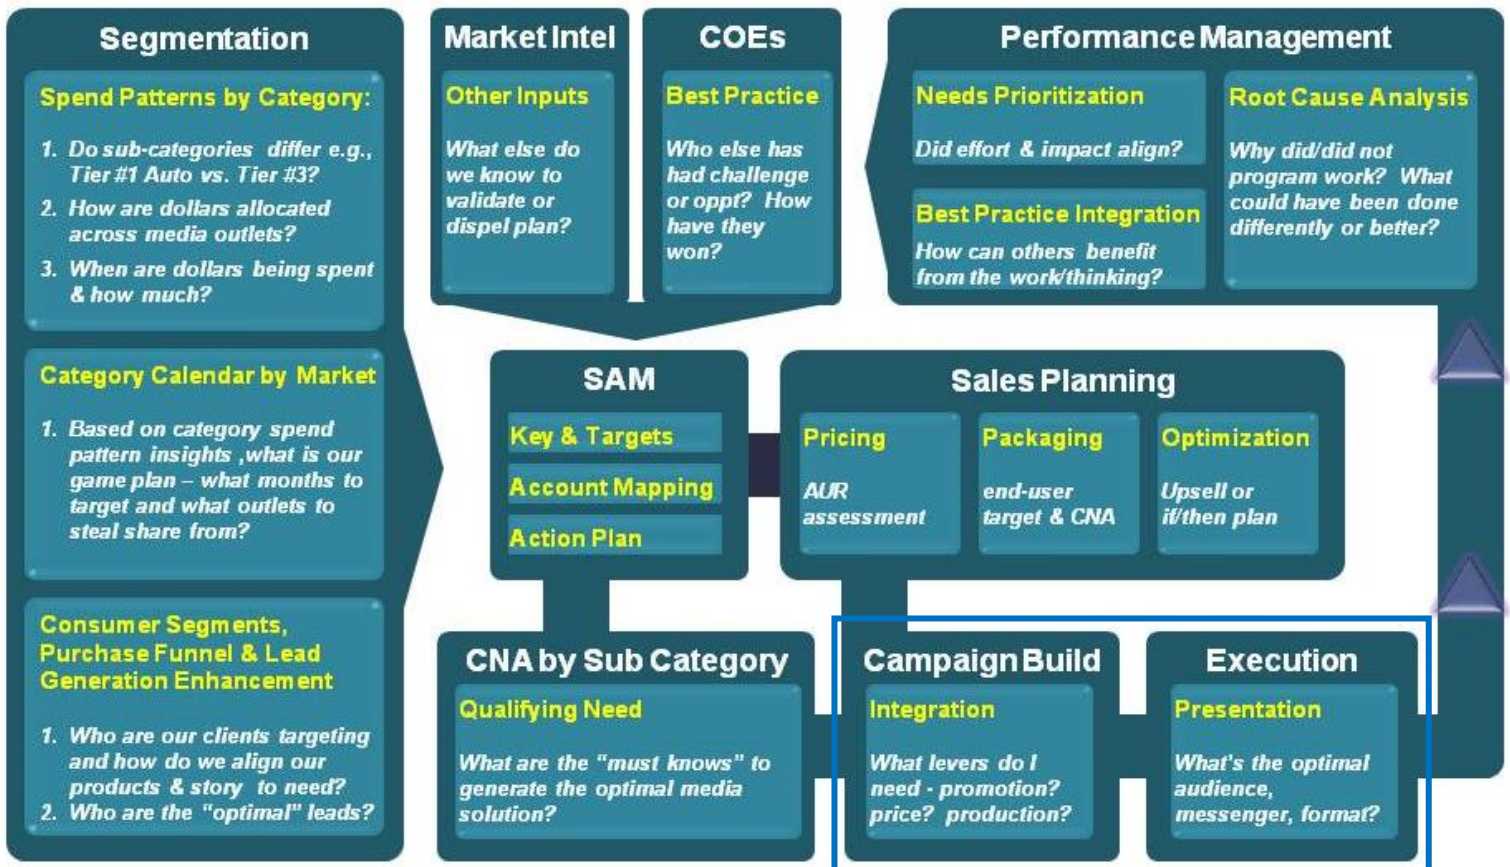 Segmentation
Spend Patterns by Category:
1. Do sub-categories differ e.g.,
Tier #1 Auto vs. Tier #3?
2. How are dollars allocated
across media outlets?
3. When are dollars being spent
& how much?
Category Calendar by Market
1. Based on category spend
pattern insights ,what is our
game plan – what months to
target and what outlets to
steal share from?
Consumer Segments,
Purchase Funnel & Lead
Generation Enhancement
1. Who are our clients targeting
and how do we align our
products & story to need?
2. Who are the "optimal" leads?
Market Intel
Other Inputs
What else do
we know to
validate or
dispel plan?
COEs
Best Practice
Who else has
had challenge
or oppt? How
have they
won?
Performance Management
Needs Prioritization
Did effort & impact align?
Best Practice Integration
How can others benefit
from the work/thinking?
Root Cause Analysis
Why did/did not
program work? What
could have been done
differently or better?
SAM
Key & Targets
Account Mapping
Action Plan
Sales Planning
Pricing
AUR
assessment
Packaging
end-user
target & CNA
Optimization
Upsell or
if/then plan
CNA by Sub Category
Qualifying Need
What are the "must knows" to
generate the optimal media
solution?
Campaign Build
Integration
What levers do I
need - promotion?
price? production?
Execution
Presentation
What's the optimal
audience,
messenger, format?